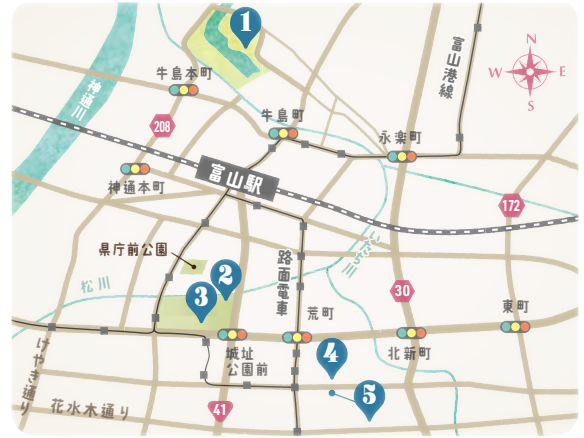 1
N
W E
S
富山港線
牛島本町
神通川
208
牛島町
永楽町
富山駅
神通本町
172
県庁前公園
いたち川
路面電車
松川
2
3
30
荒町
東町
城址
公園前
北新町
けやき通り
4
5
花水木通り
41